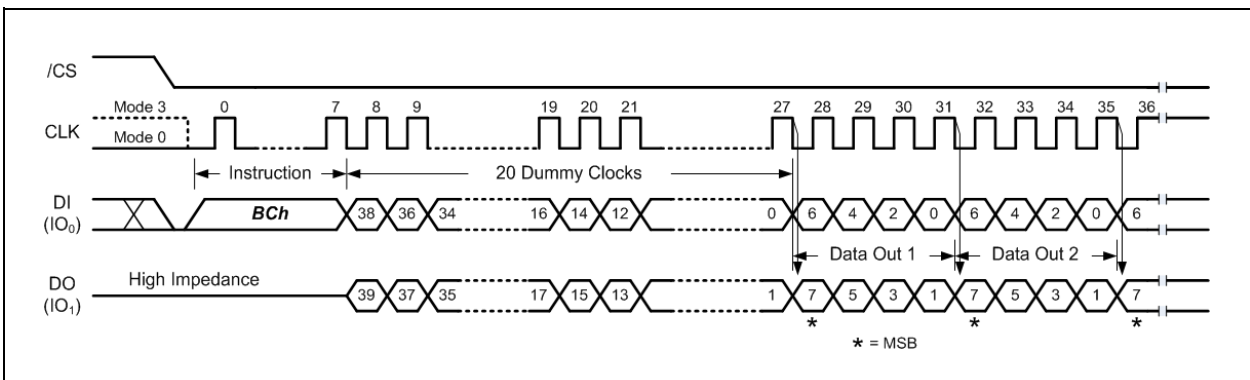 /CS
Mode 3 0 7 8 9 19 20 21 27 28 29 30 31 32 33 34 35 36
CLK
Mode 0
Instruction 20 Dummy Clocks
DI
(IO₀)
BCh 38 36 34 16 14 12 0 6 4 2 0 6 4 2 0 6
Data Out 1 Data Out 2
DO
(IO₁)
High Impedance
39 37 35 17 15 13 1 7 5 3 1 7 5 3 1 7
* * *
* = MSB